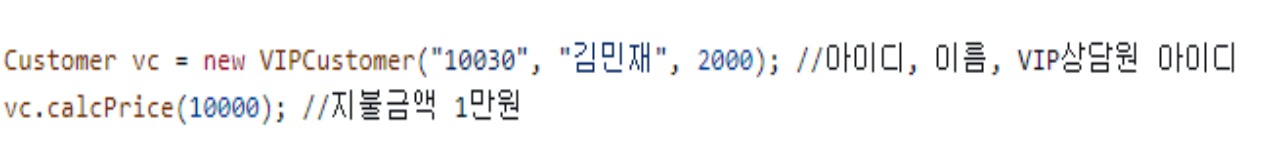 Customer vc = new VIPCustomer("10030", "김민재", 2000); //아이디, 이름, VIP상담원 아이디
vc.calcPrice(10000); //지불금액 1만원